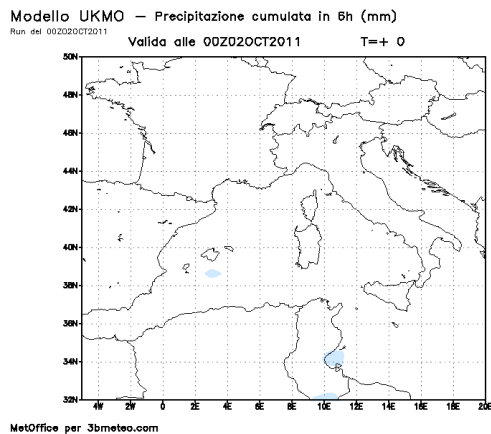 Modello UKMO – Precipitazione cumulata in 6h (mm)
Run del 00Z02OCT2011
Valida alle 00Z02OCT2011 T=+ 0
50N
48N
46N
44N
42N
40N
38N
36N
34N
32N
4W 2W 0 2E 4E 6E 8E 10E 12E 14E 16E 18E 20E
MetOffice per 3bmeteo.com